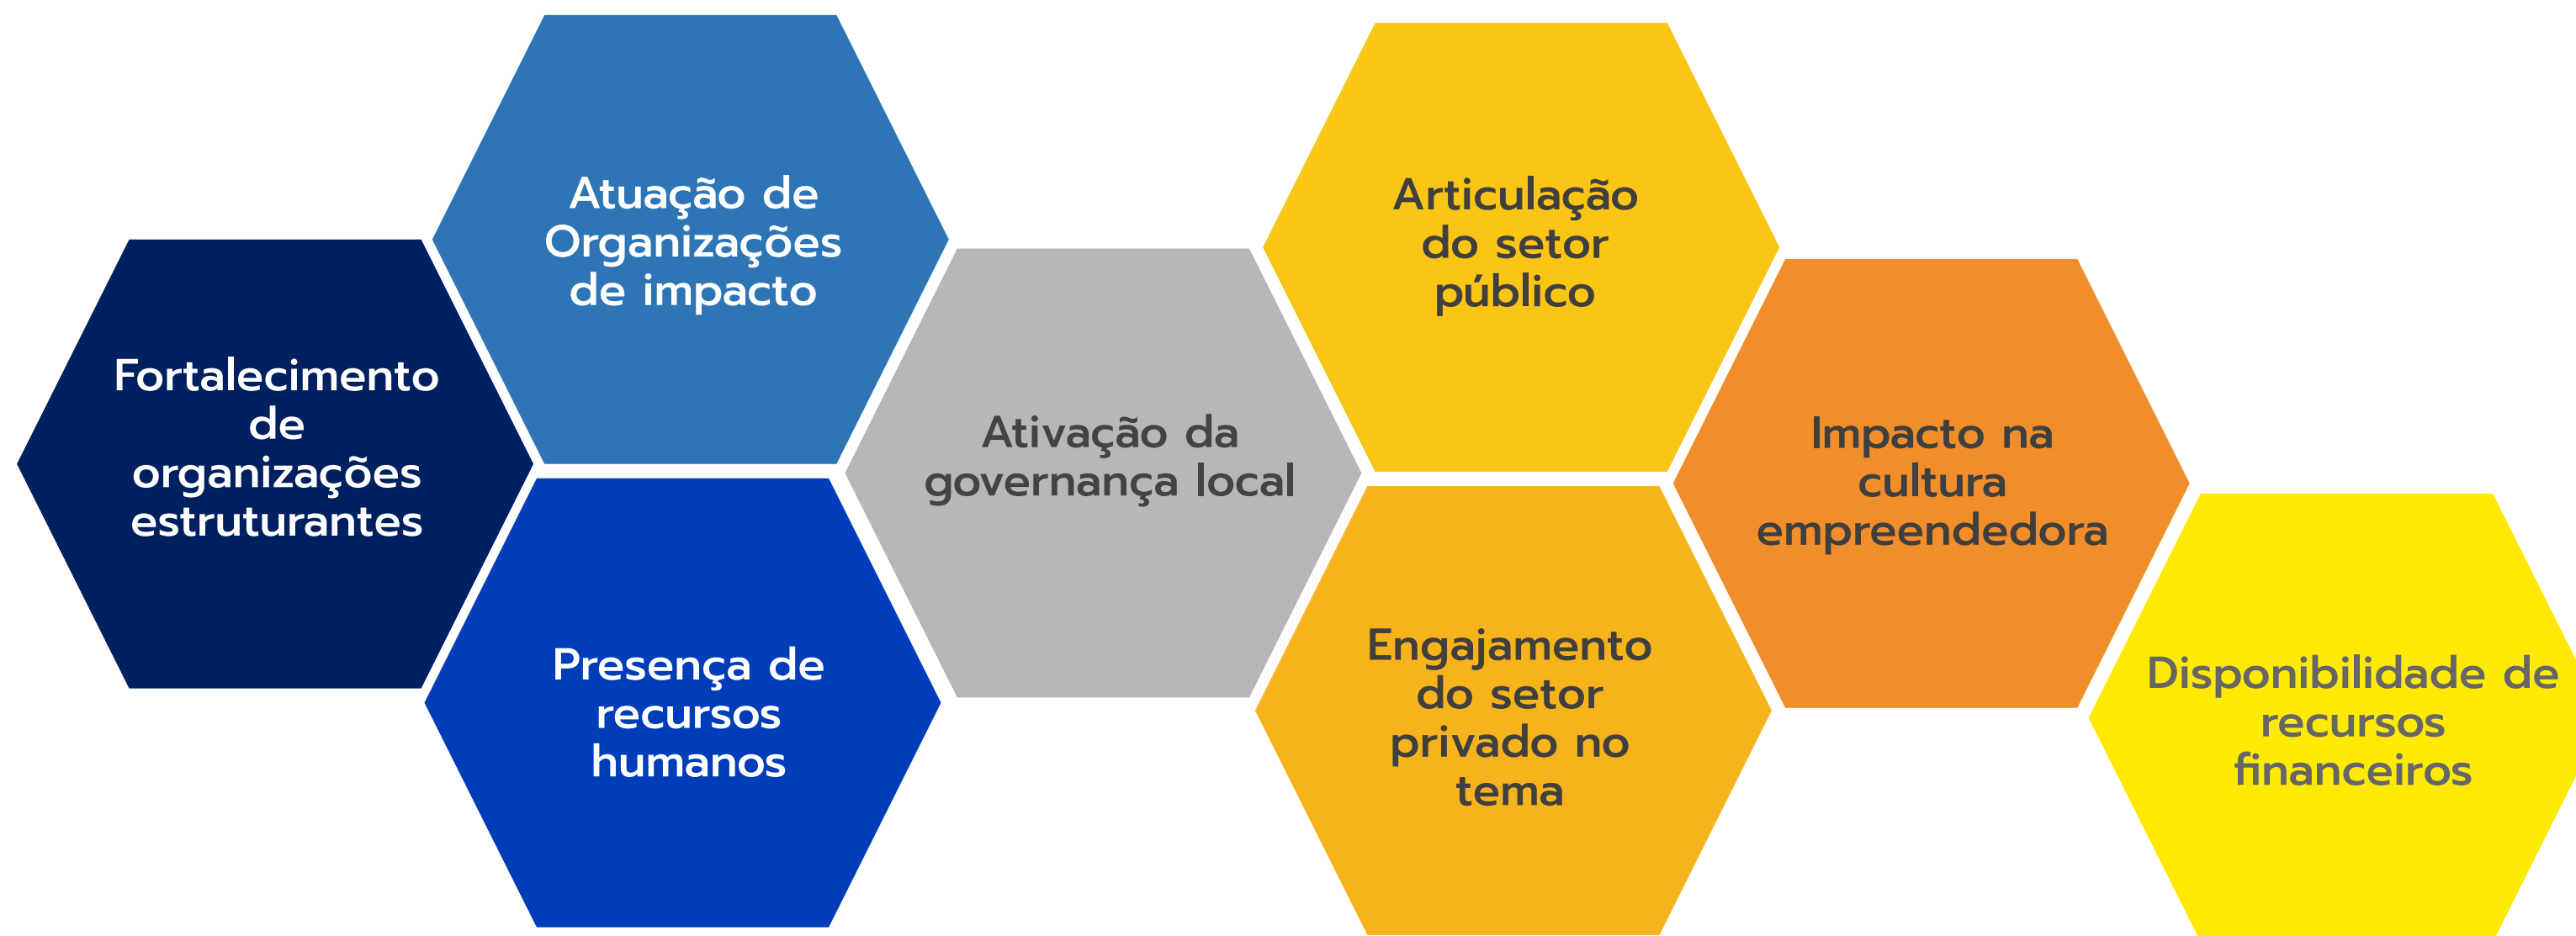 Fortalecimento
de
organizações
estruturantes
Atuação de
Organizações
de impacto
Presença de
recursos
humanos
Ativação da
governança local
Articulação
do setor
público
Engajamento
do setor
privado no
tema
Impacto na
cultura
empreendedora
Disponibilidade de
recursos
financeiros